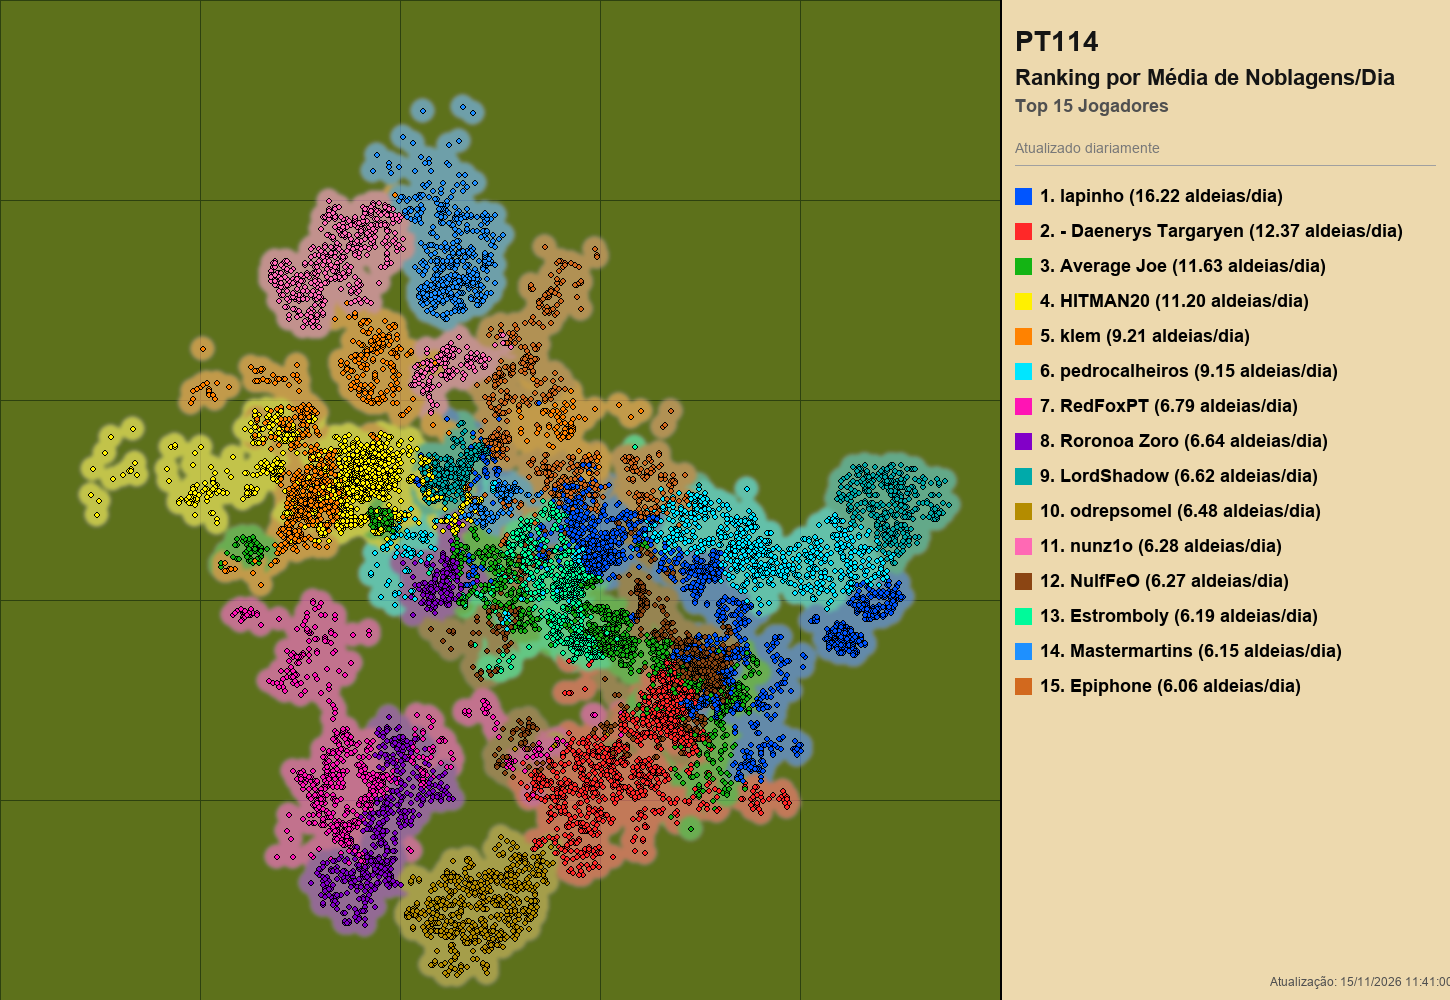 PT114
Ranking por Média de Noblagens/Dia
Top 15 Jogadores
Atualizado diariamente
1. lapinho (16.22 aldeias/dia)
2. - Daenerys Targaryen (12.37 aldeias/dia)
3. Average Joe (11.63 aldeias/dia)
4. HITMAN20 (11.20 aldeias/dia)
5. klem (9.21 aldeias/dia)
6. pedrocalheiros (9.15 aldeias/dia)
7. RedFoxPT (6.79 aldeias/dia)
8. Roronoa Zoro (6.64 aldeias/dia)
9. LordShadow (6.62 aldeias/dia)
10. odrepsomel (6.48 aldeias/dia)
11. nunz1o (6.28 aldeias/dia)
12. NulfFeO (6.27 aldeias/dia)
13. Estromboly (6.19 aldeias/dia)
14. Mastermartins (6.15 aldeias/dia)
15. Epiphone (6.06 aldeias/dia)
Atualização: 15/11/2026 11:41:00